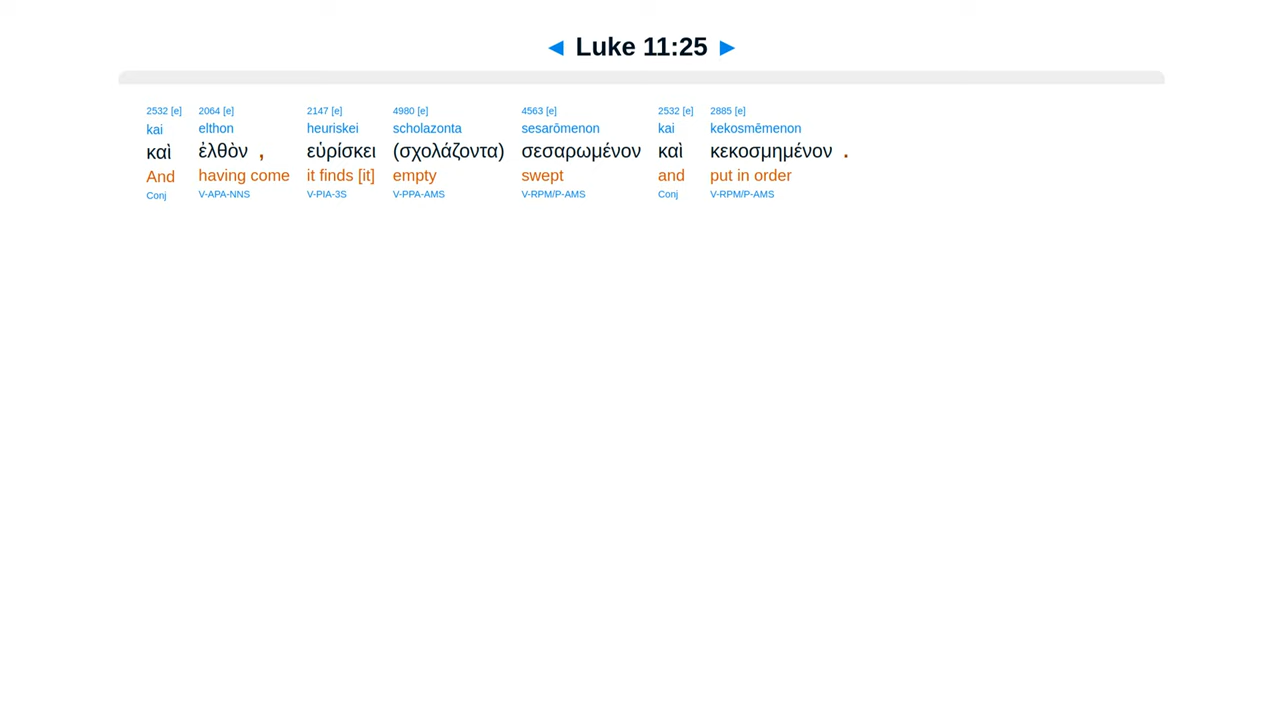 ◄ Luke 11:25 ►
2532 [e] 2064 [e] 2147 [e] 4980 [e] 4563 [e] 2532 [e] 2885 [e]
kai elthon heuriskei scholazonta sesarōmenon kai kekosmēmenon
καὶ ἐλθὸν , εὑρίσκει (σχολάζοντα) σεσαρωμένον καὶ κεκοσμημένον .
And having come it finds [it] empty swept and put in order
Conj V-APA-NNS V-PIA-3S V-PPA-AMS V-RPM/P-AMS Conj V-RPM/P-AMS